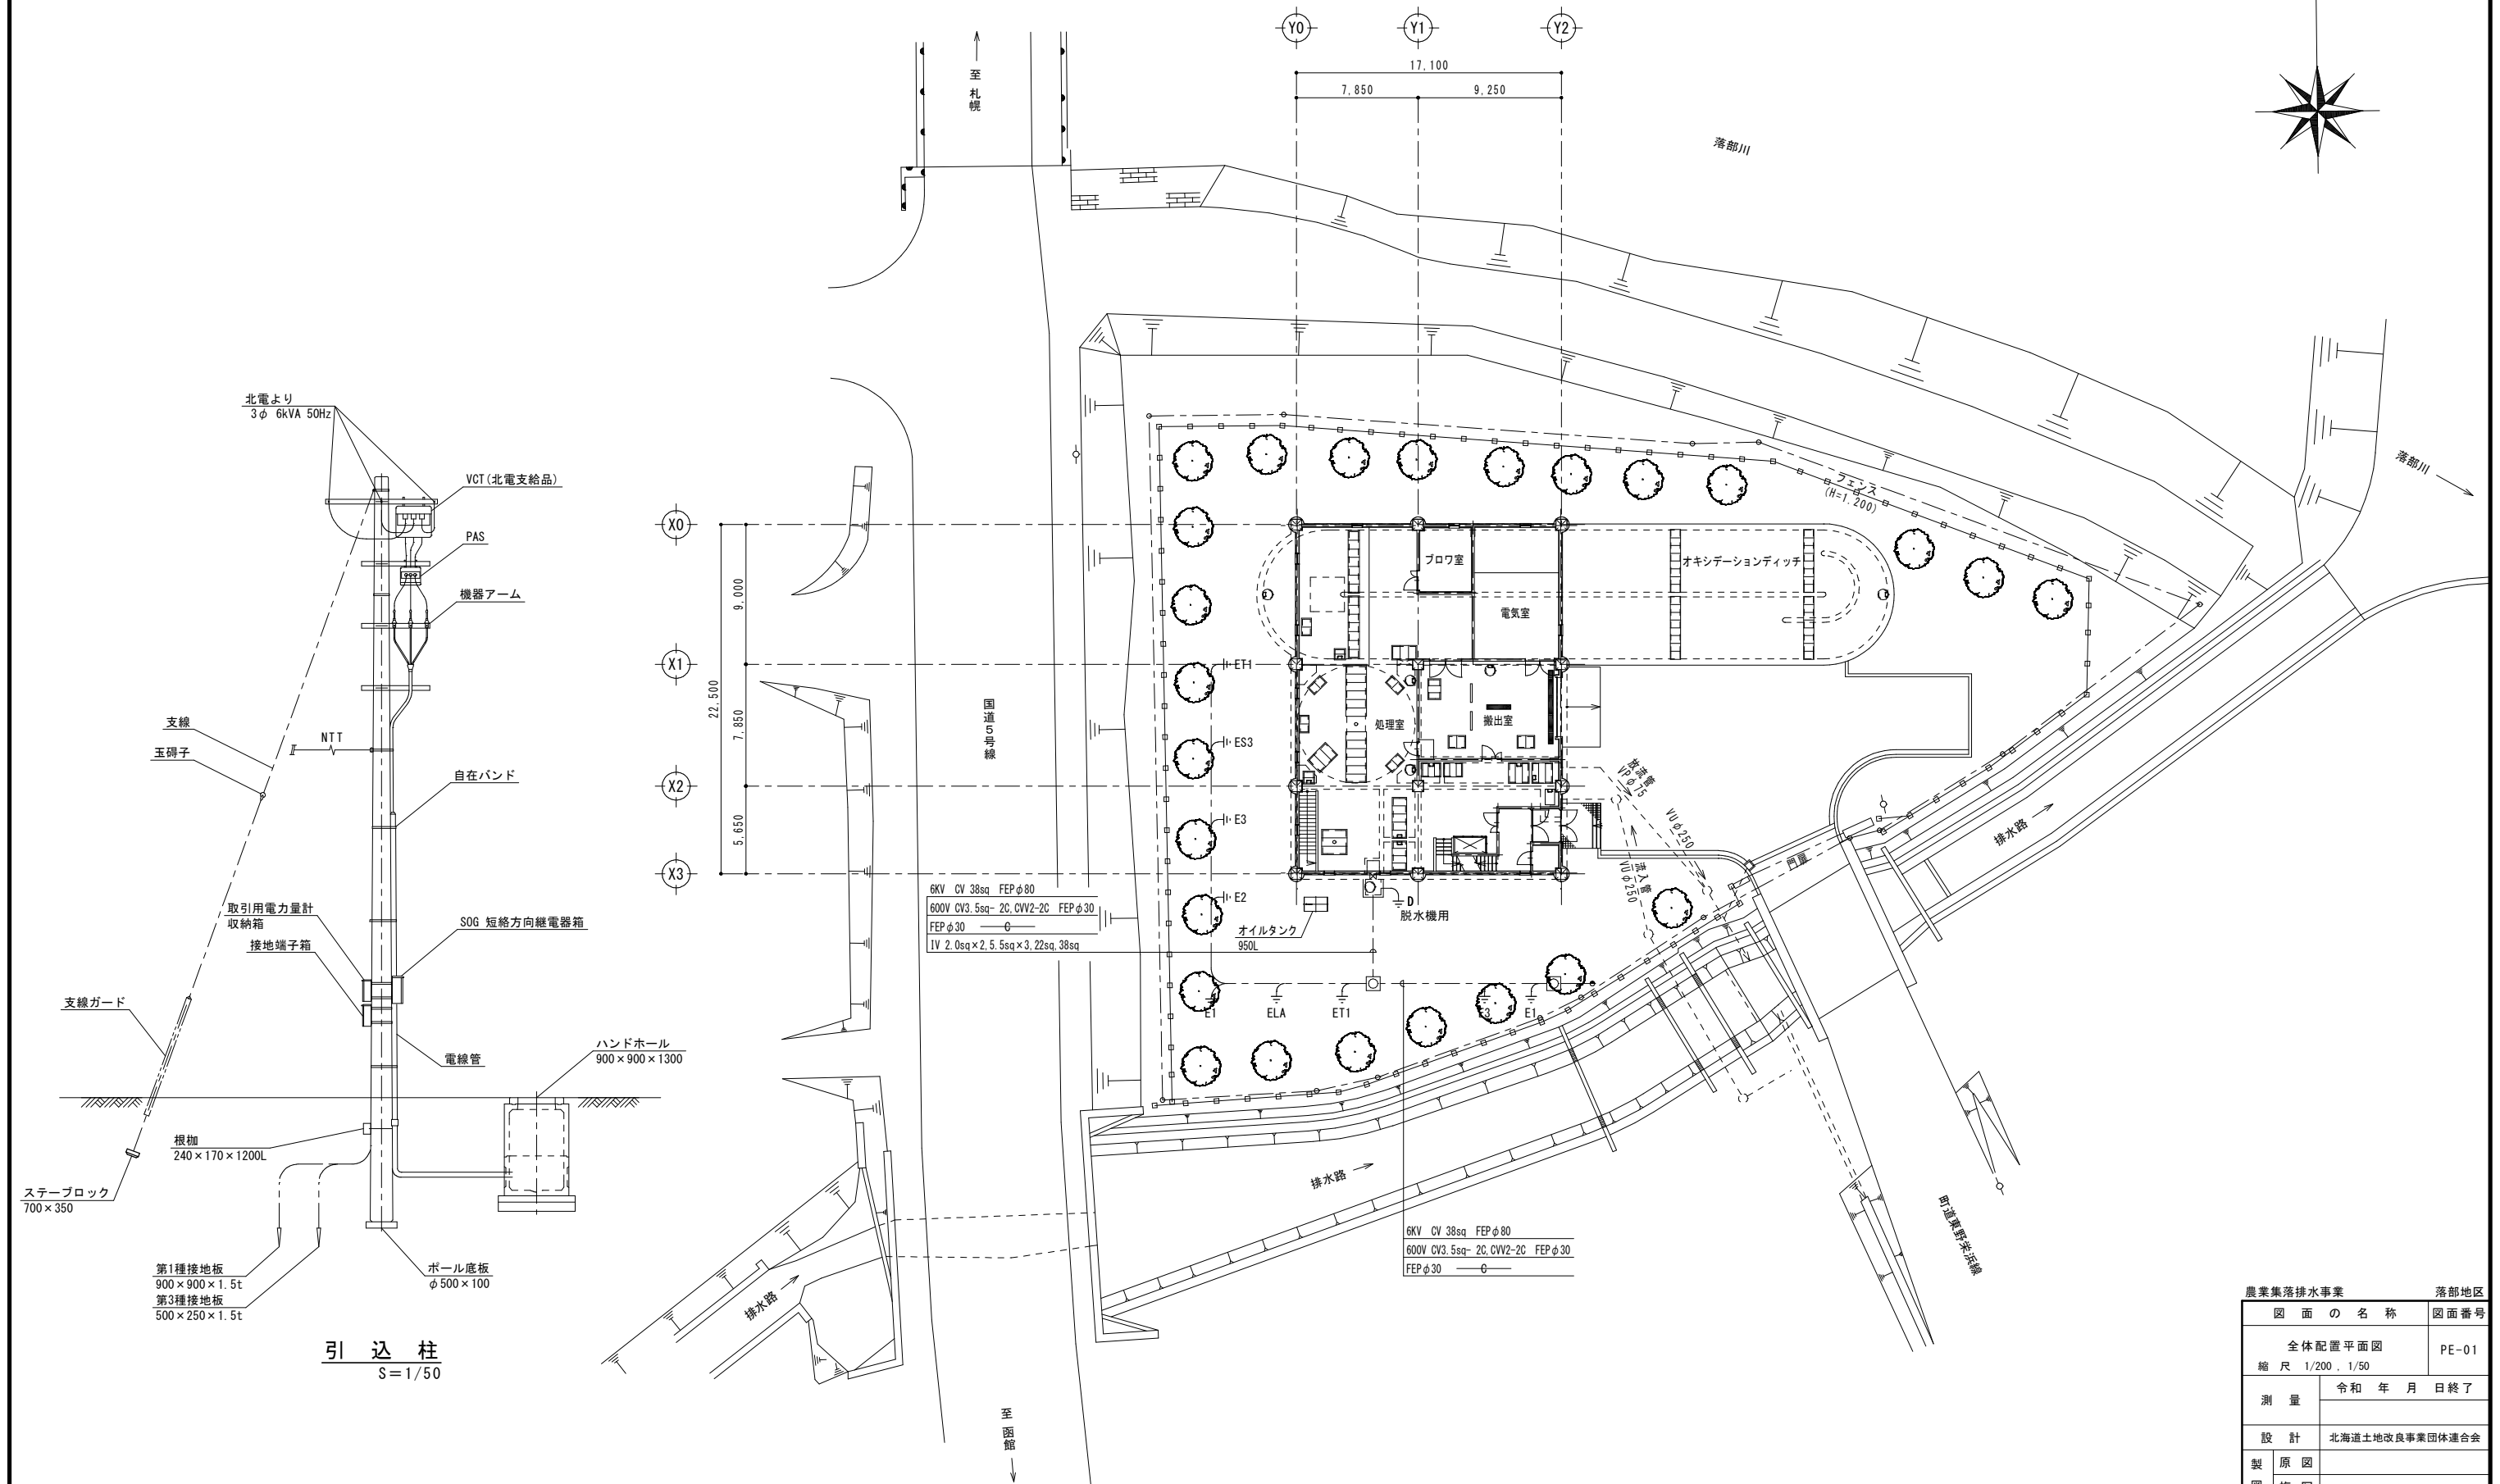 Y0
Y1
Y2
17,100
7,850
9,250
至 札幌
落部川
落部川
北電より
3φ 6kVA 50Hz
VCT(北電支給品)
PAS
機器アーム
支線
玉碍子
NTT
自在バンド
取引用電力量計
収納箱
接地端子箱
SOG 短絡方向継電器箱
支線ガード
電線管
ハンドホール
900×900×1300
根枷
240×170×1200L
ステーブロック
700×350
第1種接地板
900×900×1.5t
第3種接地板
500×250×1.5t
ポール底板
φ500×100
引込柱
S=1/50
X0
X1
X2
X3
22,500
9,000
7,850
5,650
国道5号線
フェンス
(H=1.200)
ブロワ室
電気室
オキシデーションディッチ
処理室
搬出室
ET1
ES3
E3
E2
放流管
VPφ75
VUφ250
流入管
VUφ250
門扉
排水路
6KV CV 38sq FEPφ80
600V CV3.5sq- 2C,CVV2-2C FEPφ30
FEPφ30 C
IV 2.0sq×2,5.5sq×3,22sq,38sq
オイルタンク
950L
D
脱水機用
E1
ELA
ET1
E3
E1
排水路
6KV CV 38sq FEPφ80
600V CV3.5sq- 2C,CVV2-2C FEPφ30
FEPφ30 C
排水路
町道東野栄浜線
至 函館
農業集落排水事業 落部地区
図面の名称 図面番号
全体配置平面図 PE-01
縮尺 1/200 , 1/50
測量 令和 年 月 日終了
設計 北海道土地改良事業団体連合会
製 原図